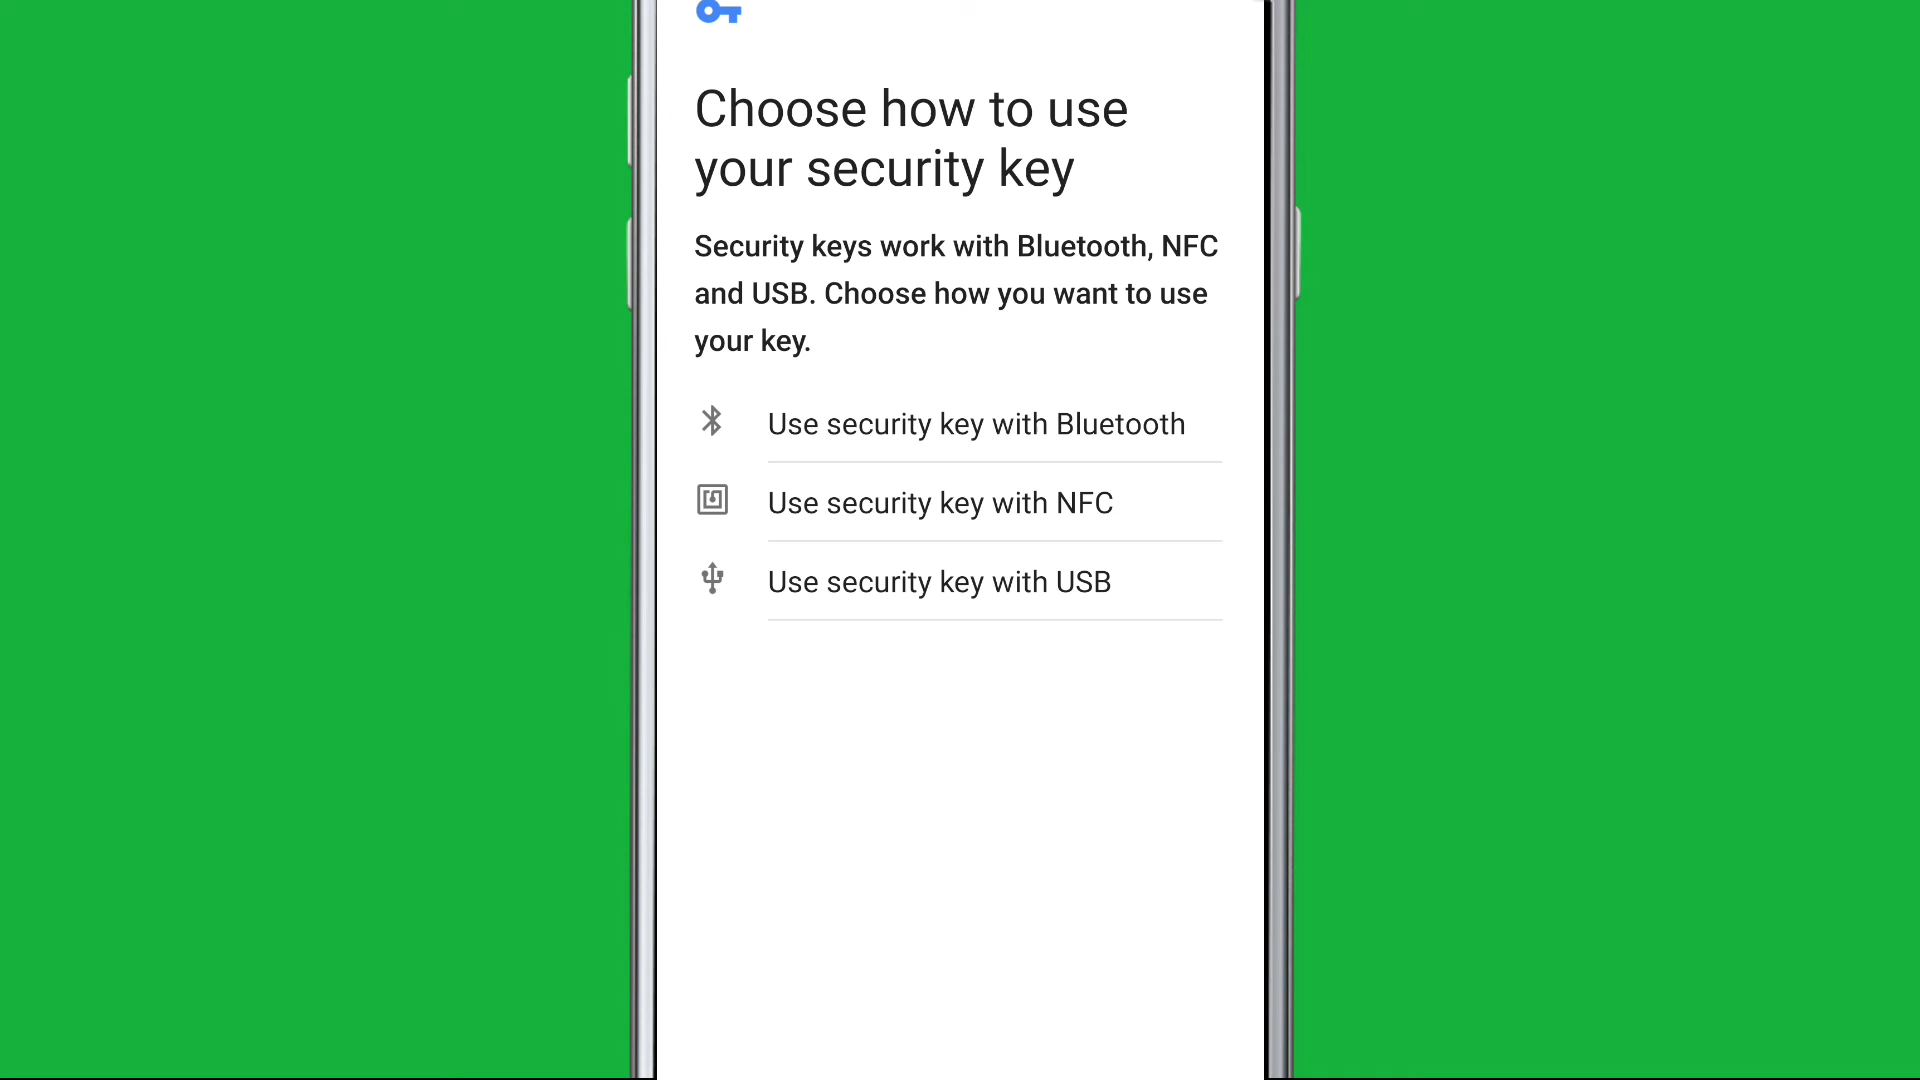 Choose how to use
your security key
Security keys work with Bluetooth, NFC
and USB. Choose how you want to use
your key.
Use security key with Bluetooth
Use security key with NFC
Use security key with USB